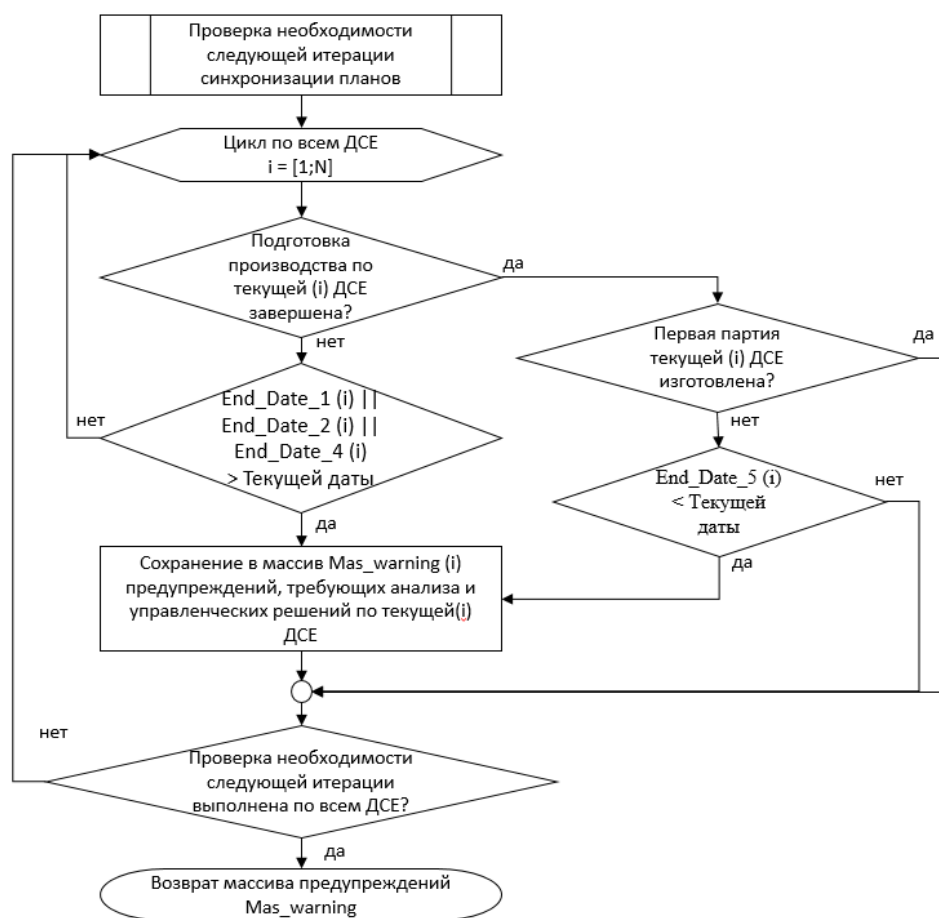 Проверка необходимости
следующей итерации
синхронизации планов
Цикл по всем ДСЕ
i = [1;N]
Подготовка
производства по
текущей (i) ДСЕ
завершена?
да
нет
Первая партия
текущей (i) ДСЕ
изготовлена?
да
нет
End_Date_1 (i) ||
End_Date_2 (i) ||
End_Date_4 (i)
> Текущей даты
нет
да
End_Date_5 (i)
< Текущей
даты
нет
да
Сохранение в массив Mas_warning (i)
предупреждений, требующих анализа и
управленческих решений по текущей(i)
ДСЕ
нет
Проверка необходимости
следующей итерации
выполнена по всем ДСЕ?
да
Возврат массива предупреждений
Mas_warning